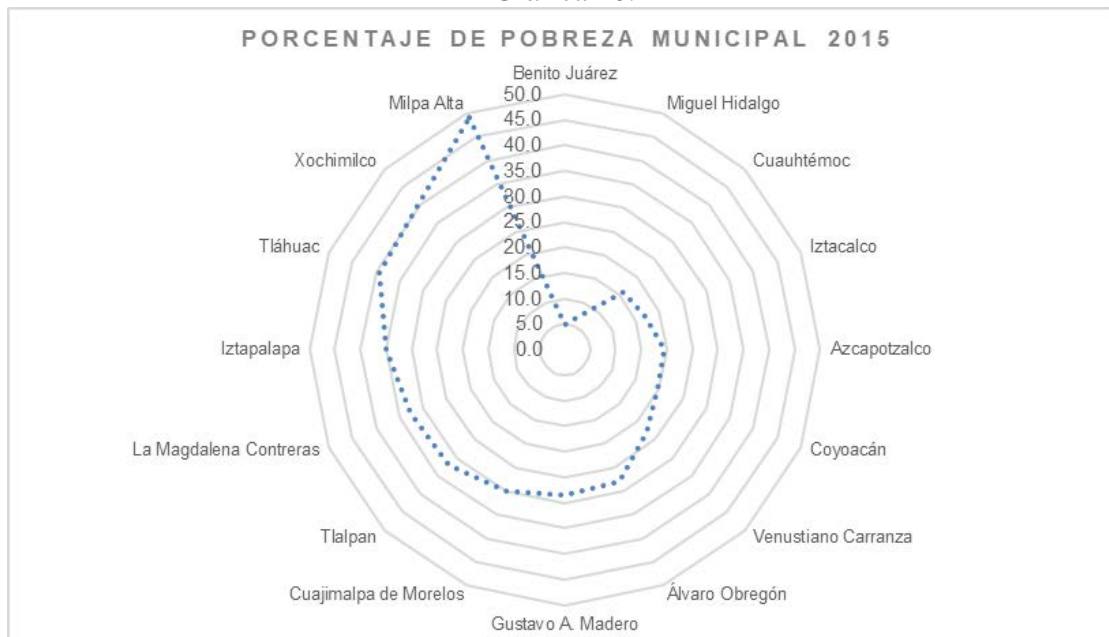 PORCENTAJE DE POBREZA MUNICIPAL 2015
Benito Juárez
50.0
Milpa Alta
Miguel Hidalgo
45.0
40.0
Xochimilco
Cuauhtémoc
35.0
30.0
25.0
Tláhuac
Iztacalco
20.0
15.0
10.0
5.0
Iztapalapa
0.0
Azcapotzalco
La Magdalena Contreras
Coyoacán
Tlalpan
Venustiano Carranza
Cuajimalpa de Morelos
Álvaro Obregón
Gustavo A. Madero